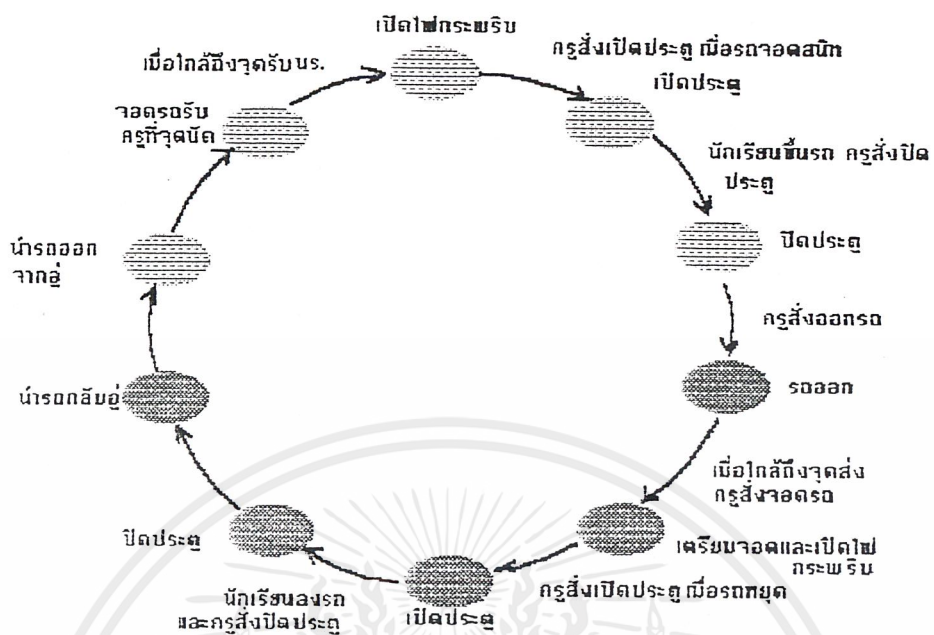 เปิดไฟกระพริบ
ครูสั่งเปิดประตู เมื่อรถจอดสนิท
เปิดประตู
นักเรียนขึ้นรถ ครูสั่งปิด
ประตู
ปิดประตู
ครูสั่งออกรถ
รถออก
เมื่อใกล้ถึงจุดส่ง
ครูสั่งจอดรถ
เตรียมจอดและเปิดไฟ
กระพริบ
ครูสั่งเปิดประตู เมื่อรถหยุด
เปิดประตู
นักเรียนลงรถ
และครูสั่งปิดประตู
ปิดประตู
นำรถกลับอู่
นำรถออก
จากอู่
จอดรถรับ
ครูที่จุดนัด
เมื่อใกล้ถึงจุดรับนร.